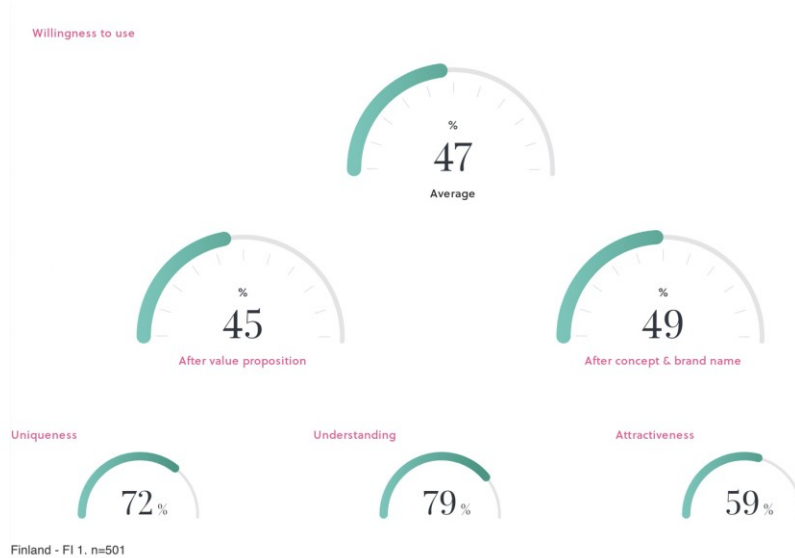 Willingness to use
%
47
Average
%
45
After value proposition
%
49
After concept & brand name
Uniqueness
Understanding
Attractiveness
72 %
79 %
59 %
Finland - FI 1. n=501